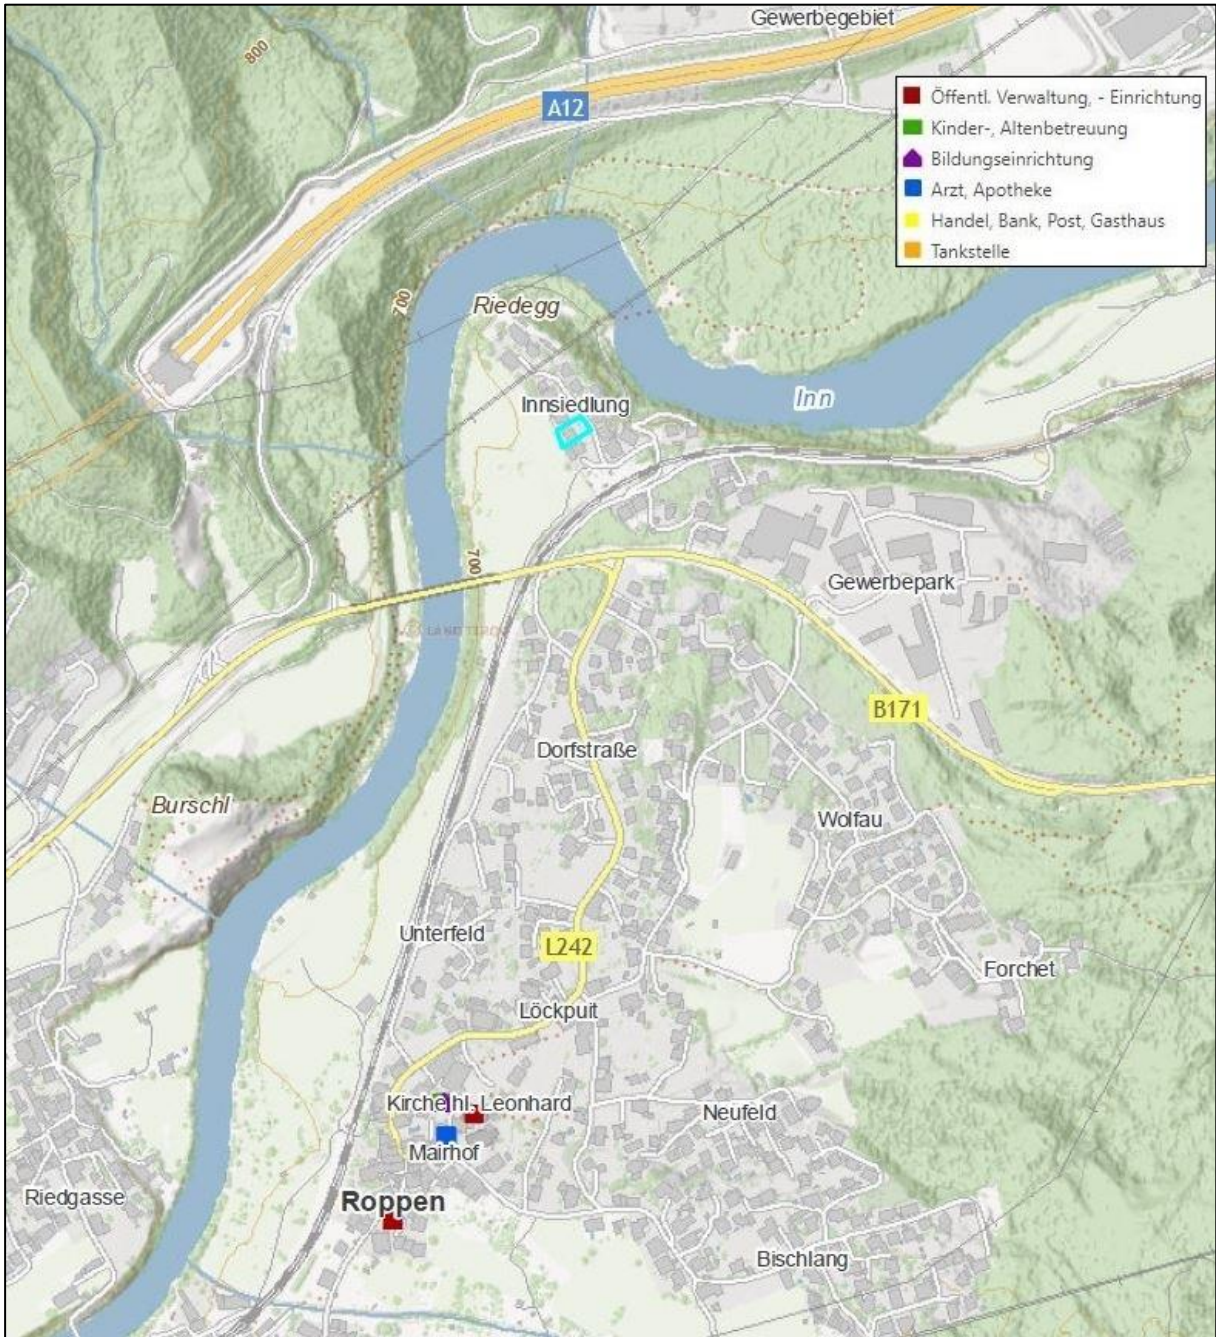 Gewerbegebiet
800
A12
Öffentl. Verwaltung, - Einrichtung
Kinder-, Altenbetreuung
Bildungseinrichtung
Arzt, Apotheke
Handel, Bank, Post, Gasthaus
Tankstelle
700
Riedegg
Innsiedlung
Inn
700
Gewerbepark
LAND TIROL
B171
Dorfstraße
Burschl
Wolfau
Unterfeld
L242
Forchet
Löckpuit
Kirche hl. Leonhard
Neufeld
Mairhof
Riedgasse
Roppen
Bischlang